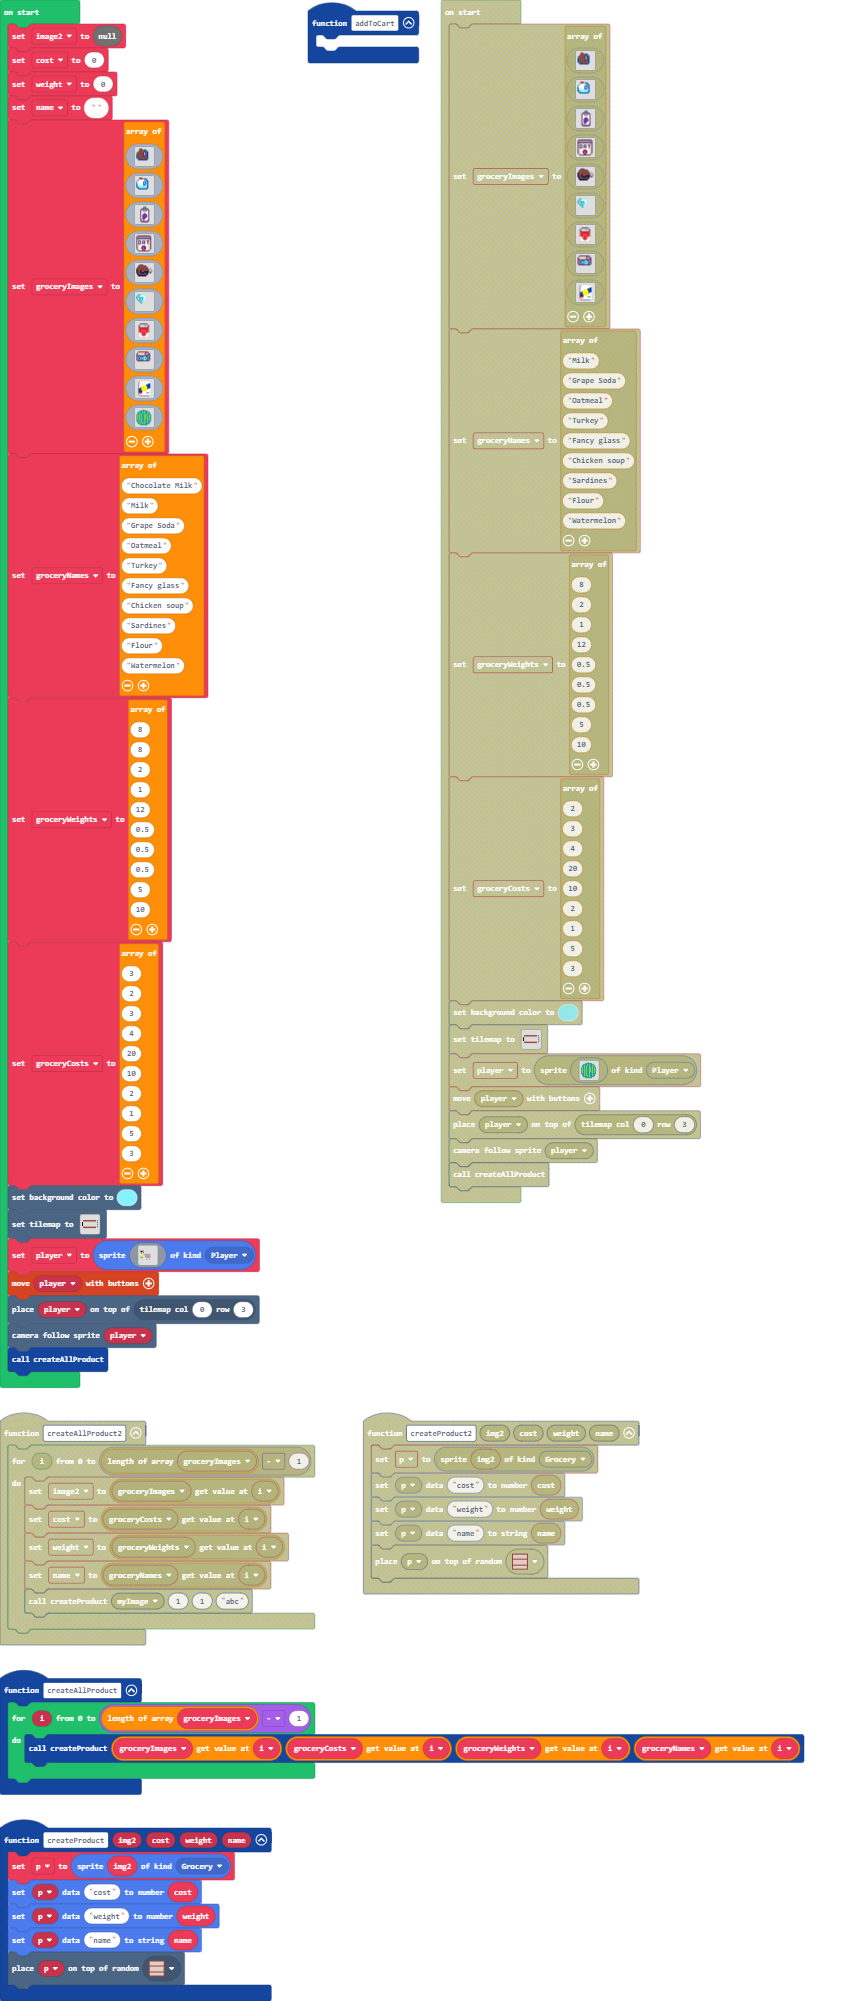 on start
set image2 to null
set cost to 0
set weight to 0
set name to " "
set groceryImages to array of
set groceryNames to array of
"Chocolate Milk"
"Milk"
"Grape Soda"
"Oatmeal"
"Turkey"
"Fancy glass"
"Chicken soup"
"Sardines"
"Flour"
"Watermelon"
set groceryWeights to array of
8
8
2
1
12
0.5
0.5
0.5
5
10
set groceryCosts to array of
3
2
3
4
20
10
2
1
5
3
set background color to
set tilemap to
set player to sprite of kind Player
move player with buttons
place player on top of tilemap col 0 row 3
camera follow sprite player
call createAllProduct
function addToCart
on start
set groceryImages to array of
set groceryNames to array of
"Milk"
"Grape Soda"
"Oatmeal"
"Turkey"
"Fancy glass"
"Chicken soup"
"Sardines"
"Flour"
"Watermelon"
set groceryWeights to array of
8
2
1
12
0.5
0.5
0.5
5
10
set groceryCosts to array of
2
3
4
20
10
2
1
5
3
set background color to
set tilemap to
set player to sprite of kind Player
move player with buttons
place player on top of tilemap col 0 row 3
camera follow sprite player
call createAllProduct
function createAllProduct2
for i from 0 to length of array groceryImages - 1
do
set image2 to groceryImages get value at i
set cost to groceryCosts get value at i
set weight to groceryWeights get value at i
set name to groceryNames get value at i
call createProduct myImage 1 1 "abc"
function createProduct2 img2 cost weight name
set p to sprite img2 of kind Grocery
set p data "cost" to number cost
set p data "weight" to number weight
set p data "name" to string name
place p on top of random
function createAllProduct
for i from 0 to length of array groceryImages - 1
do
call createProduct groceryImages get value at i groceryCosts get value at i groceryWeights get value at i groceryNames get value at i
function createProduct img2 cost weight name
set p to sprite img2 of kind Grocery
set p data "cost" to number cost
set p data "weight" to number weight
set p data "name" to string name
place p on top of random